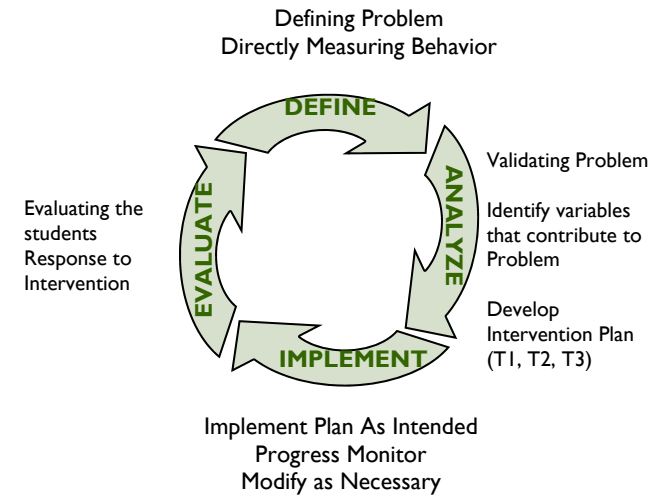 Defining Problem
Directly Measuring Behavior
DEFINE
ANALYZE
Validating Problem
Identify variables
that contribute to
Problem
Develop
Intervention Plan
(T1, T2, T3)
IMPLEMENT
Implement Plan As Intended
Progress Monitor
Modify as Necessary
EVALUATE
Evaluating the
students
Response to
Intervention